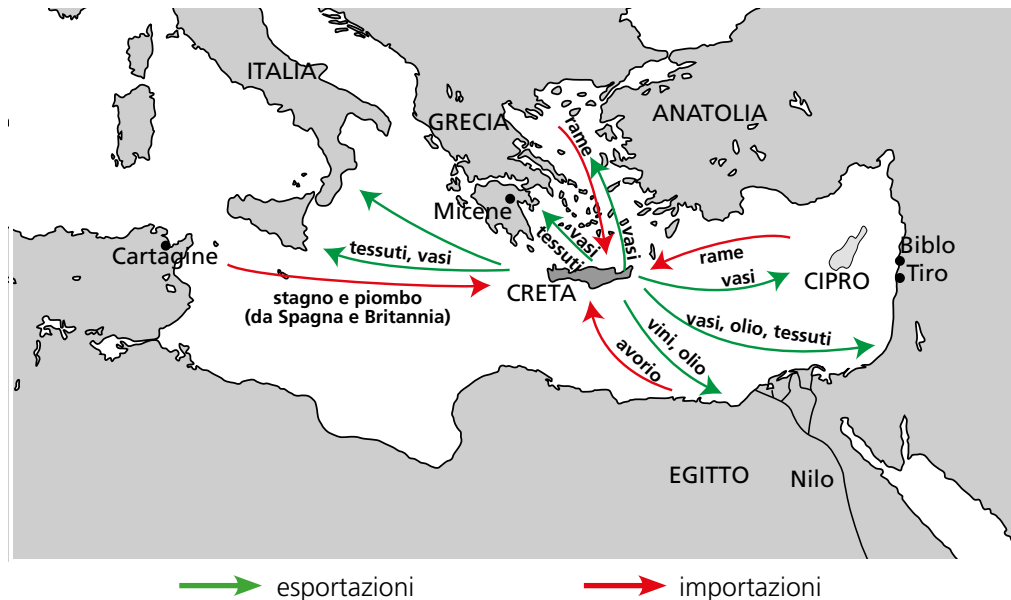 ITALIA
GRECIA
ANATOLIA
rame
Micene
Cartagine
tessuti, vasi
vasi
tessuti
vasi
rame
Biblo
Tiro
CIPRO
vasi
CRETA
stagno e piombo
(da Spagna e Britannia)
vasi, olio, tessuti
vini, olio
avorio
EGITTO
Nilo
esportazioni
importazioni